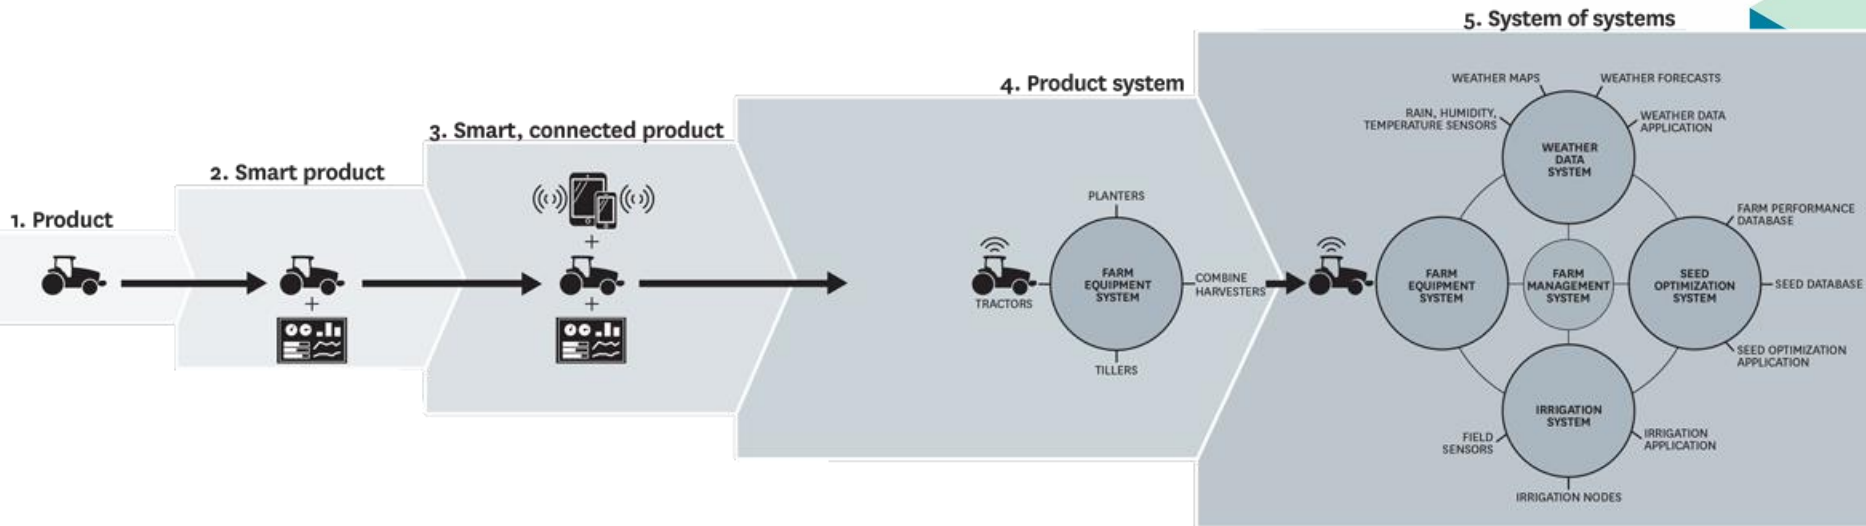 1. Product
2. Smart product
3. Smart, connected product
4. Product system
PLANTERS
TRACTORS
FARM
EQUIPMENT
SYSTEM
COMBINE
HARVESTERS
TILLERS
5. System of systems
WEATHER MAPS
WEATHER FORECASTS
RAIN, HUMIDITY,
TEMPERATURE SENSORS
WEATHER DATA
APPLICATION
WEATHER
DATA
SYSTEM
FARM
EQUIPMENT
SYSTEM
FARM
MANAGEMENT
SYSTEM
SEED
OPTIMIZATION
SYSTEM
FARM PERFORMANCE
DATABASE
SEED DATABASE
SEED OPTIMIZATION
APPLICATION
IRRIGATION
SYSTEM
FIELD
SENSORS
IRRIGATION
APPLICATION
IRRIGATION NODES